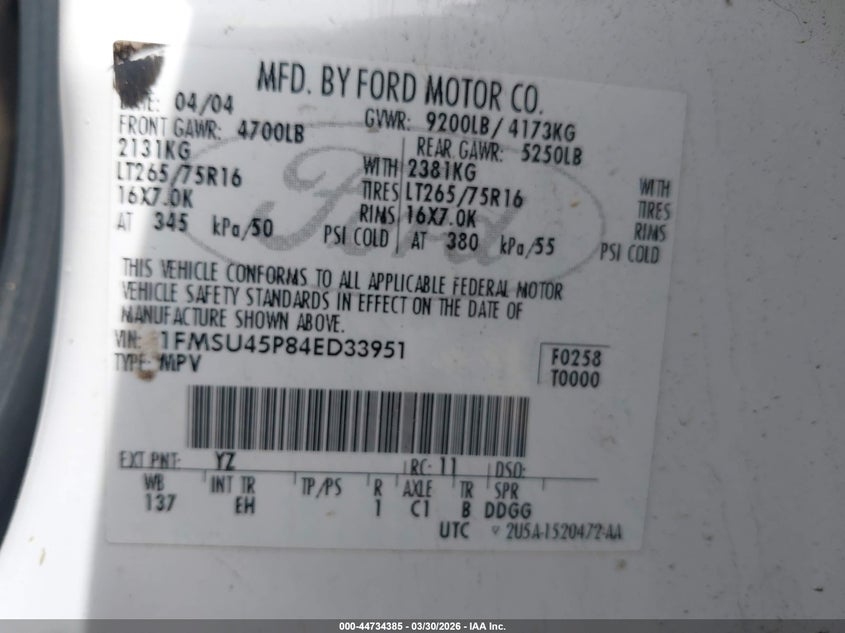 MFD. BY FORD MOTOR CO.
DATE: 04/04 GVWR: 9200LB / 4173KG
FRONT GAWR: 4700LB REAR GAWR: 5250LB
2131KG WITH 2381KG WITH
LT265/75R16 TIRES LT265/75R16 TIRES
16X7.0K RIMS 16X7.0K RIMS
AT 345 kPa/50 PSI COLD AT 380 kPa/55 PSI COLD
Ford
THIS VEHICLE CONFORMS TO ALL APPLICABLE FEDERAL MOTOR
VEHICLE SAFETY STANDARDS IN EFFECT ON THE DATE OF
MANUFACTURE SHOWN ABOVE.
VIN: 1FMSU45P84ED33951 F0258
TYPE: MPV T0000
EXT PNT: YZ RC: 11 DSO:
WB INT TR TP/PS R AXLE TR SPR
137 EH 1 C1 B DDGG
UTC 2U5A-1520472-AA
000-44734385 - 03/30/2026 - IAA Inc.